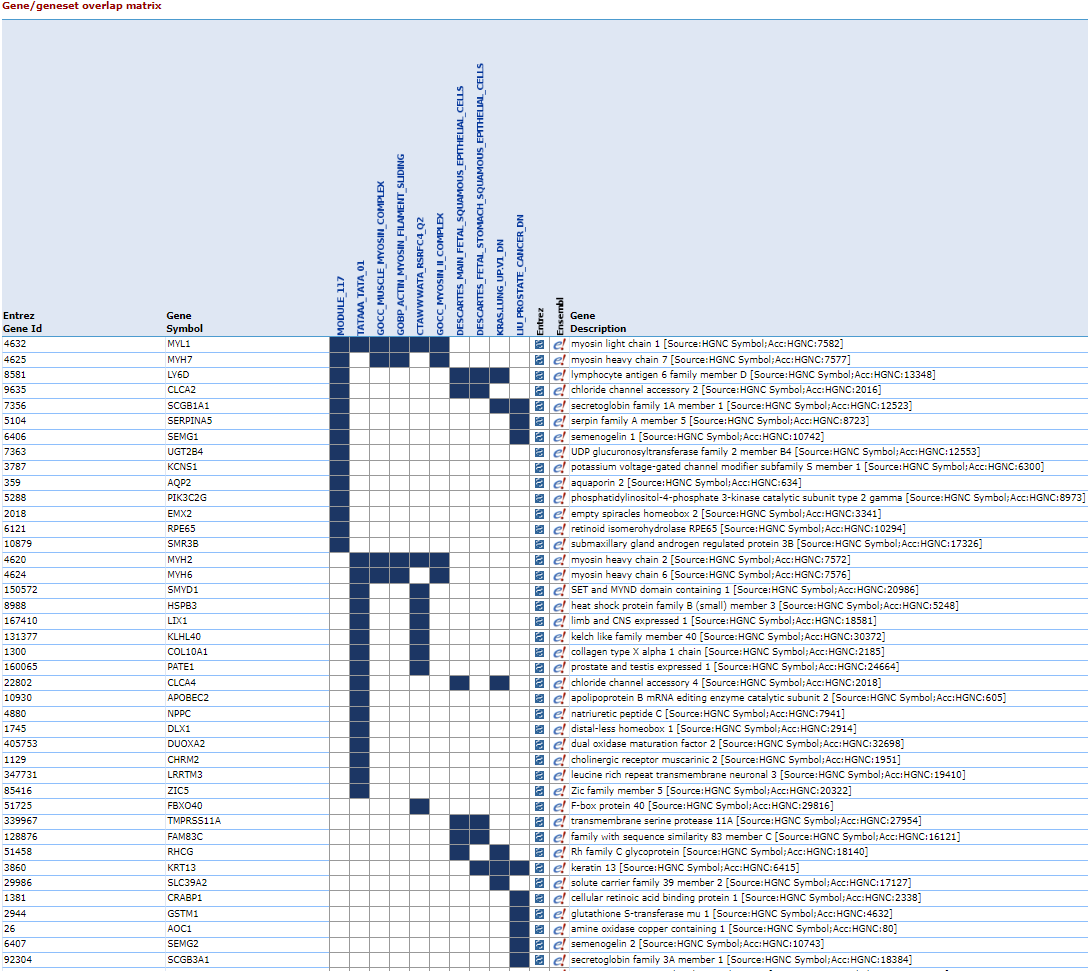 Gene/geneset overlap matrix
Entrez Gene Id
Gene Symbol
MODULE_117
TATAAA_TATA_01
GOCC_MUSCLE_MYOSIN_COMPLEX
GOBP_ACTIN_MYOSIN_FILAMENT_SLIDING
CTAWWWATA_RSRFC4_Q2
GOCC_MYOSIN_II_COMPLEX
DESCARTES_MAIN_FETAL_SQUAMOUS_EPITHELIAL_CELLS
DESCARTES_FETAL_STOMACH_SQUAMOUS_EPITHELIAL_CELLS
KRAS.LUNG_UP.V1_DN
LIU_PROSTATE_CANCER_DN
Entrez
Ensembl
Gene Description
4632 MYL1 e! myosin light chain 1 [Source:HGNC Symbol;Acc:HGNC:7582]
4625 MYH7 e! myosin heavy chain 7 [Source:HGNC Symbol;Acc:HGNC:7577]
8581 LY6D e! lymphocyte antigen 6 family member D [Source:HGNC Symbol;Acc:HGNC:13348]
9635 CLCA2 e! chloride channel accessory 2 [Source:HGNC Symbol;Acc:HGNC:2016]
7356 SCGB1A1 e! secretoglobin family 1A member 1 [Source:HGNC Symbol;Acc:HGNC:12523]
5104 SERPINA5 e! serpin family A member 5 [Source:HGNC Symbol;Acc:HGNC:8723]
6406 SEMG1 e! semenogelin 1 [Source:HGNC Symbol;Acc:HGNC:10742]
7363 UGT2B4 e! UDP glucuronosyltransferase family 2 member B4 [Source:HGNC Symbol;Acc:HGNC:12553]
3787 KCNS1 e! potassium voltage-gated channel modifier subfamily S member 1 [Source:HGNC Symbol;Acc:HGNC:6300]
359 AQP2 e! aquaporin 2 [Source:HGNC Symbol;Acc:HGNC:634]
5288 PIK3C2G e! phosphatidylinositol-4-phosphate 3-kinase catalytic subunit type 2 gamma [Source:HGNC Symbol;Acc:HGNC:8973]
2018 EMX2 e! empty spiracles homeobox 2 [Source:HGNC Symbol;Acc:HGNC:3341]
6121 RPE65 e! retinoid isomerohydrolase RPE65 [Source:HGNC Symbol;Acc:HGNC:10294]
10879 SMR3B e! submaxillary gland androgen regulated protein 3B [Source:HGNC Symbol;Acc:HGNC:17326]
4620 MYH2 e! myosin heavy chain 2 [Source:HGNC Symbol;Acc:HGNC:7572]
4624 MYH6 e! myosin heavy chain 6 [Source:HGNC Symbol;Acc:HGNC:7576]
150572 SMYD1 e! SET and MYND domain containing 1 [Source:HGNC Symbol;Acc:HGNC:20986]
8988 HSPB3 e! heat shock protein family B (small) member 3 [Source:HGNC Symbol;Acc:HGNC:5248]
167410 LIX1 e! limb and CNS expressed 1 [Source:HGNC Symbol;Acc:HGNC:18581]
131377 KLHL40 e! kelch like family member 40 [Source:HGNC Symbol;Acc:HGNC:30372]
1300 COL10A1 e! collagen type X alpha 1 chain [Source:HGNC Symbol;Acc:HGNC:2185]
160065 PATE1 e! prostate and testis expressed 1 [Source:HGNC Symbol;Acc:HGNC:24664]
22802 CLCA4 e! chloride channel accessory 4 [Source:HGNC Symbol;Acc:HGNC:2018]
10930 APOBEC2 e! apolipoprotein B mRNA editing enzyme catalytic subunit 2 [Source:HGNC Symbol;Acc:HGNC:605]
4880 NPPC e! natriuretic peptide C [Source:HGNC Symbol;Acc:HGNC:7941]
1745 DLX1 e! distal-less homeobox 1 [Source:HGNC Symbol;Acc:HGNC:2914]
405753 DUOXA2 e! dual oxidase maturation factor 2 [Source:HGNC Symbol;Acc:HGNC:32698]
1129 CHRM2 e! cholinergic receptor muscarinic 2 [Source:HGNC Symbol;Acc:HGNC:1951]
347731 LRRTM3 e! leucine rich repeat transmembrane neuronal 3 [Source:HGNC Symbol;Acc:HGNC:19410]
85416 ZIC5 e! Zic family member 5 [Source:HGNC Symbol;Acc:HGNC:20322]
51725 FBXO40 e! F-box protein 40 [Source:HGNC Symbol;Acc:HGNC:29816]
339967 TMPRSS11A e! transmembrane serine protease 11A [Source:HGNC Symbol;Acc:HGNC:27954]
128876 FAM83C e! family with sequence similarity 83 member C [Source:HGNC Symbol;Acc:HGNC:16121]
51458 RHCG e! Rh family C glycoprotein [Source:HGNC Symbol;Acc:HGNC:18140]
3860 KRT13 e! keratin 13 [Source:HGNC Symbol;Acc:HGNC:6415]
29986 SLC39A2 e! solute carrier family 39 member 2 [Source:HGNC Symbol;Acc:HGNC:17127]
1381 CRABP1 e! cellular retinoic acid binding protein 1 [Source:HGNC Symbol;Acc:HGNC:2338]
2944 GSTM1 e! glutathione S-transferase mu 1 [Source:HGNC Symbol;Acc:HGNC:4632]
26 AOC1 e! amine oxidase copper containing 1 [Source:HGNC Symbol;Acc:HGNC:80]
6407 SEMG2 e! semenogelin 2 [Source:HGNC Symbol;Acc:HGNC:10743]
92304 SCGB3A1 e! secretoglobin family 3A member 1 [Source:HGNC Symbol;Acc:HGNC:18384]